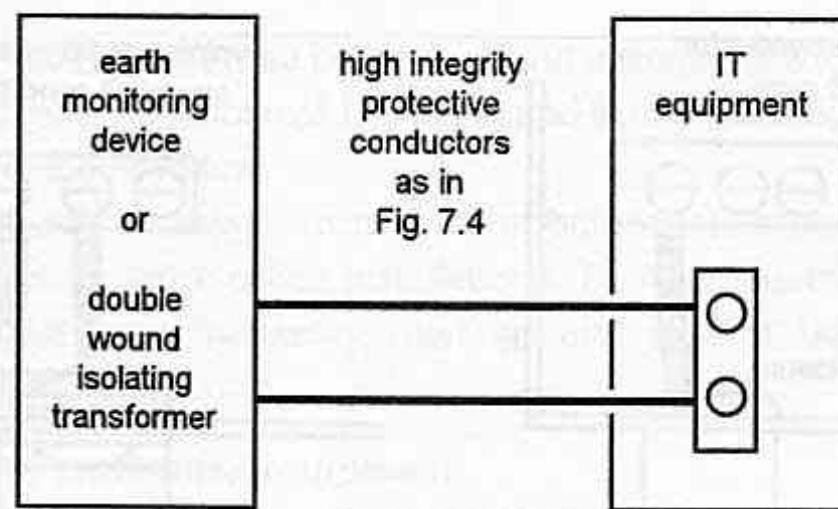 earth
monitoring
device
or
double
wound
isolating
transformer
high integrity
protective
conductors
as in
Fig. 7.4
IT
equipment